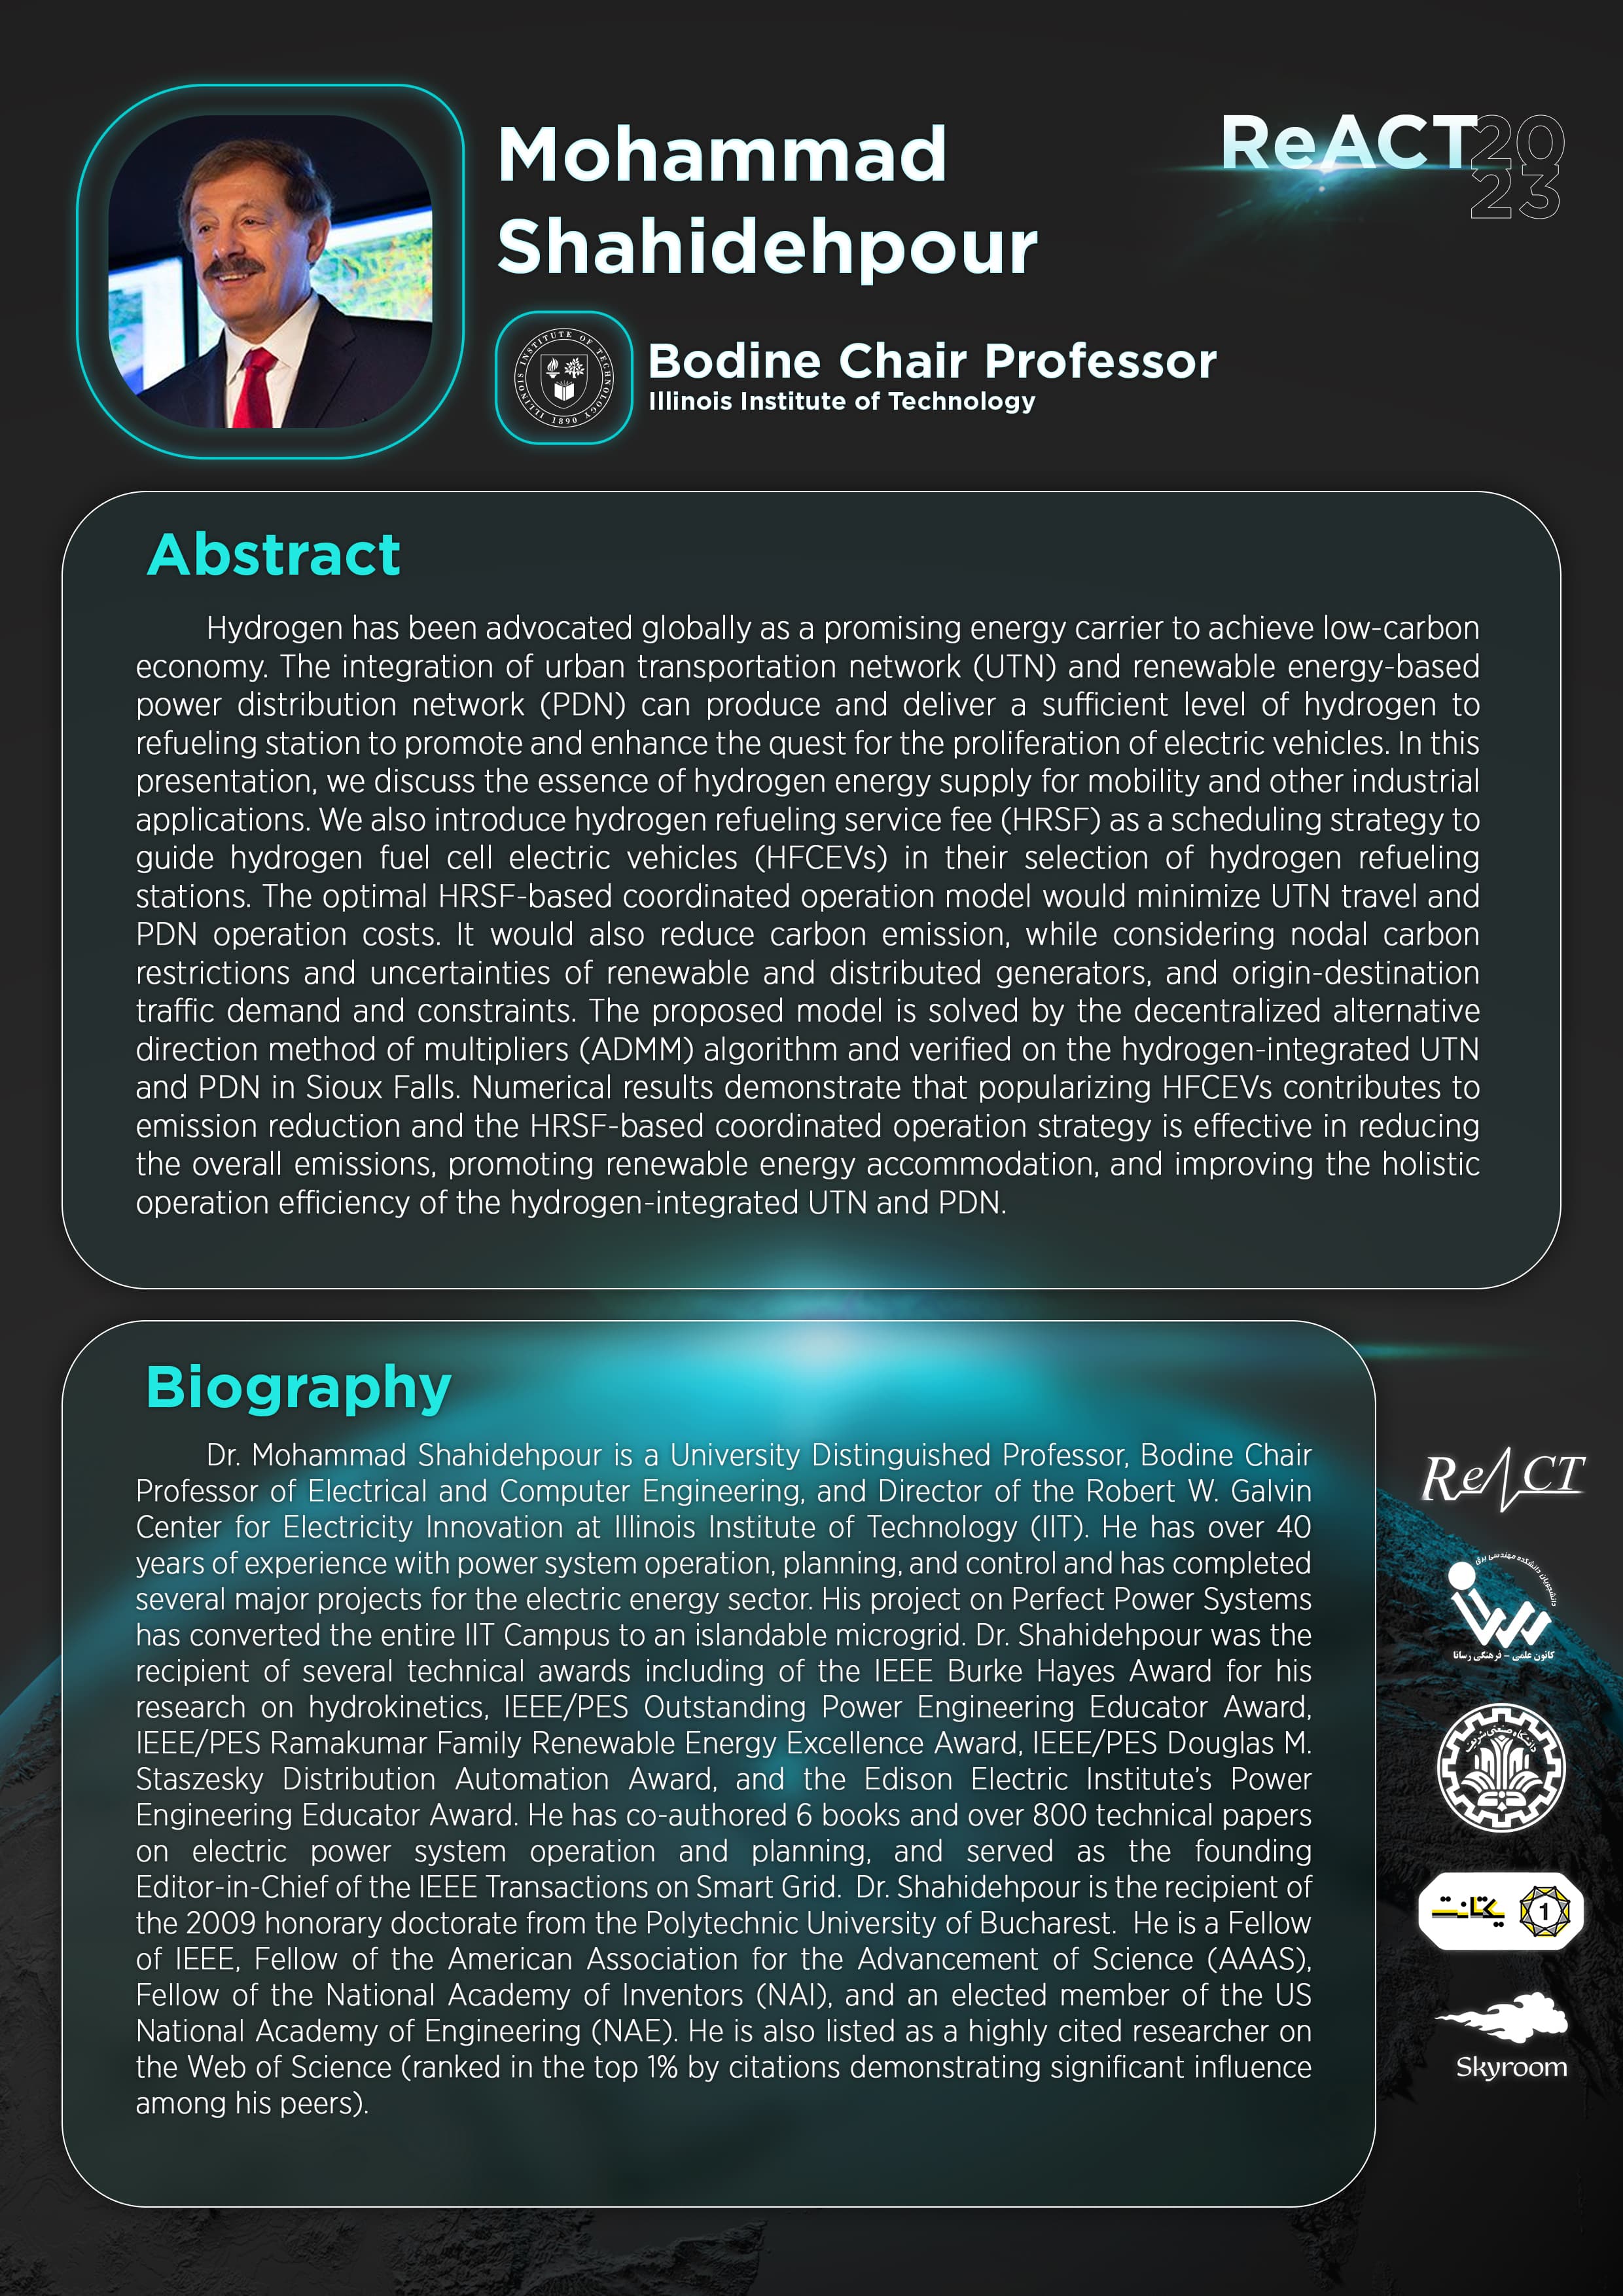 Mohammad
Shahidehpour
ReACT
20
23
ILLINOIS INSTITUTE OF TECHNOLOGY
1890
Bodine Chair Professor
Illinois Institute of Technology
Abstract
Hydrogen has been advocated globally as a promising energy carrier to achieve low-carbon
economy. The integration of urban transportation network (UTN) and renewable energy-based
power distribution network (PDN) can produce and deliver a sufficient level of hydrogen to
refueling station to promote and enhance the quest for the proliferation of electric vehicles. In this
presentation, we discuss the essence of hydrogen energy supply for mobility and other industrial
applications. We also introduce hydrogen refueling service fee (HRSF) as a scheduling strategy to
guide hydrogen fuel cell electric vehicles (HFCEVs) in their selection of hydrogen refueling
stations. The optimal HRSF-based coordinated operation model would minimize UTN travel and
PDN operation costs. It would also reduce carbon emission, while considering nodal carbon
restrictions and uncertainties of renewable and distributed generators, and origin-destination
traffic demand and constraints. The proposed model is solved by the decentralized alternative
direction method of multipliers (ADMM) algorithm and verified on the hydrogen-integrated UTN
and PDN in Sioux Falls. Numerical results demonstrate that popularizing HFCEVs contributes to
emission reduction and the HRSF-based coordinated operation strategy is effective in reducing
the overall emissions, promoting renewable energy accommodation, and improving the holistic
operation efficiency of the hydrogen-integrated UTN and PDN.
Biography
Dr. Mohammad Shahidehpour is a University Distinguished Professor, Bodine Chair
Professor of Electrical and Computer Engineering, and Director of the Robert W. Galvin
Center for Electricity Innovation at Illinois Institute of Technology (IIT). He has over 40
years of experience with power system operation, planning, and control and has completed
several major projects for the electric energy sector. His project on Perfect Power Systems
has converted the entire IIT Campus to an islandable microgrid. Dr. Shahidehpour was the
recipient of several technical awards including of the IEEE Burke Hayes Award for his
research on hydrokinetics, IEEE/PES Outstanding Power Engineering Educator Award,
IEEE/PES Ramakumar Family Renewable Energy Excellence Award, IEEE/PES Douglas M.
Staszesky Distribution Automation Award, and the Edison Electric Institute's Power
Engineering Educator Award. He has co-authored 6 books and over 800 technical papers
on electric power system operation and planning, and served as the founding
Editor-in-Chief of the IEEE Transactions on Smart Grid. Dr. Shahidehpour is the recipient of
the 2009 honorary doctorate from the Polytechnic University of Bucharest. He is a Fellow
of IEEE, Fellow of the American Association for the Advancement of Science (AAAS),
Fellow of the National Academy of Inventors (NAI), and an elected member of the US
National Academy of Engineering (NAE). He is also listed as a highly cited researcher on
the Web of Science (ranked in the top 1% by citations demonstrating significant influence
among his peers).
ReACT
دانشجویان دانشکده مهندسی برق
کانون علمی - فرهنگی رسانا
دانشگاه صنعتی شریف
یکتانت
1
Skyroom